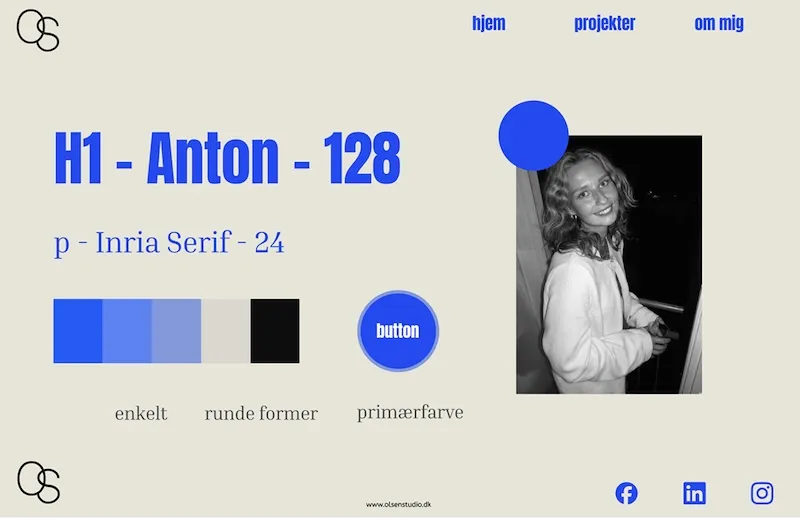 OS
hjem projekter om mig
H1 - Anton - 128
p - Inria Serif - 24
button
enkelt runde former primærfarve
OS
www.olsenstudio.dk